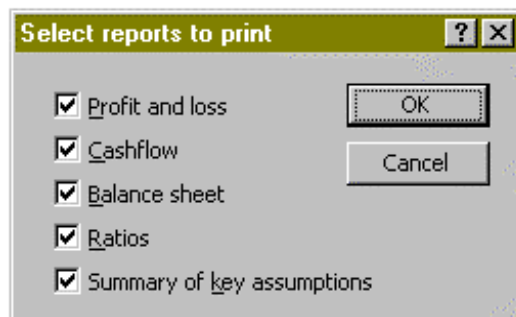 Select reports to print ? X
Profit and loss OK
Cashflow
Cancel
Balance sheet
Ratios
Summary of key assumptions